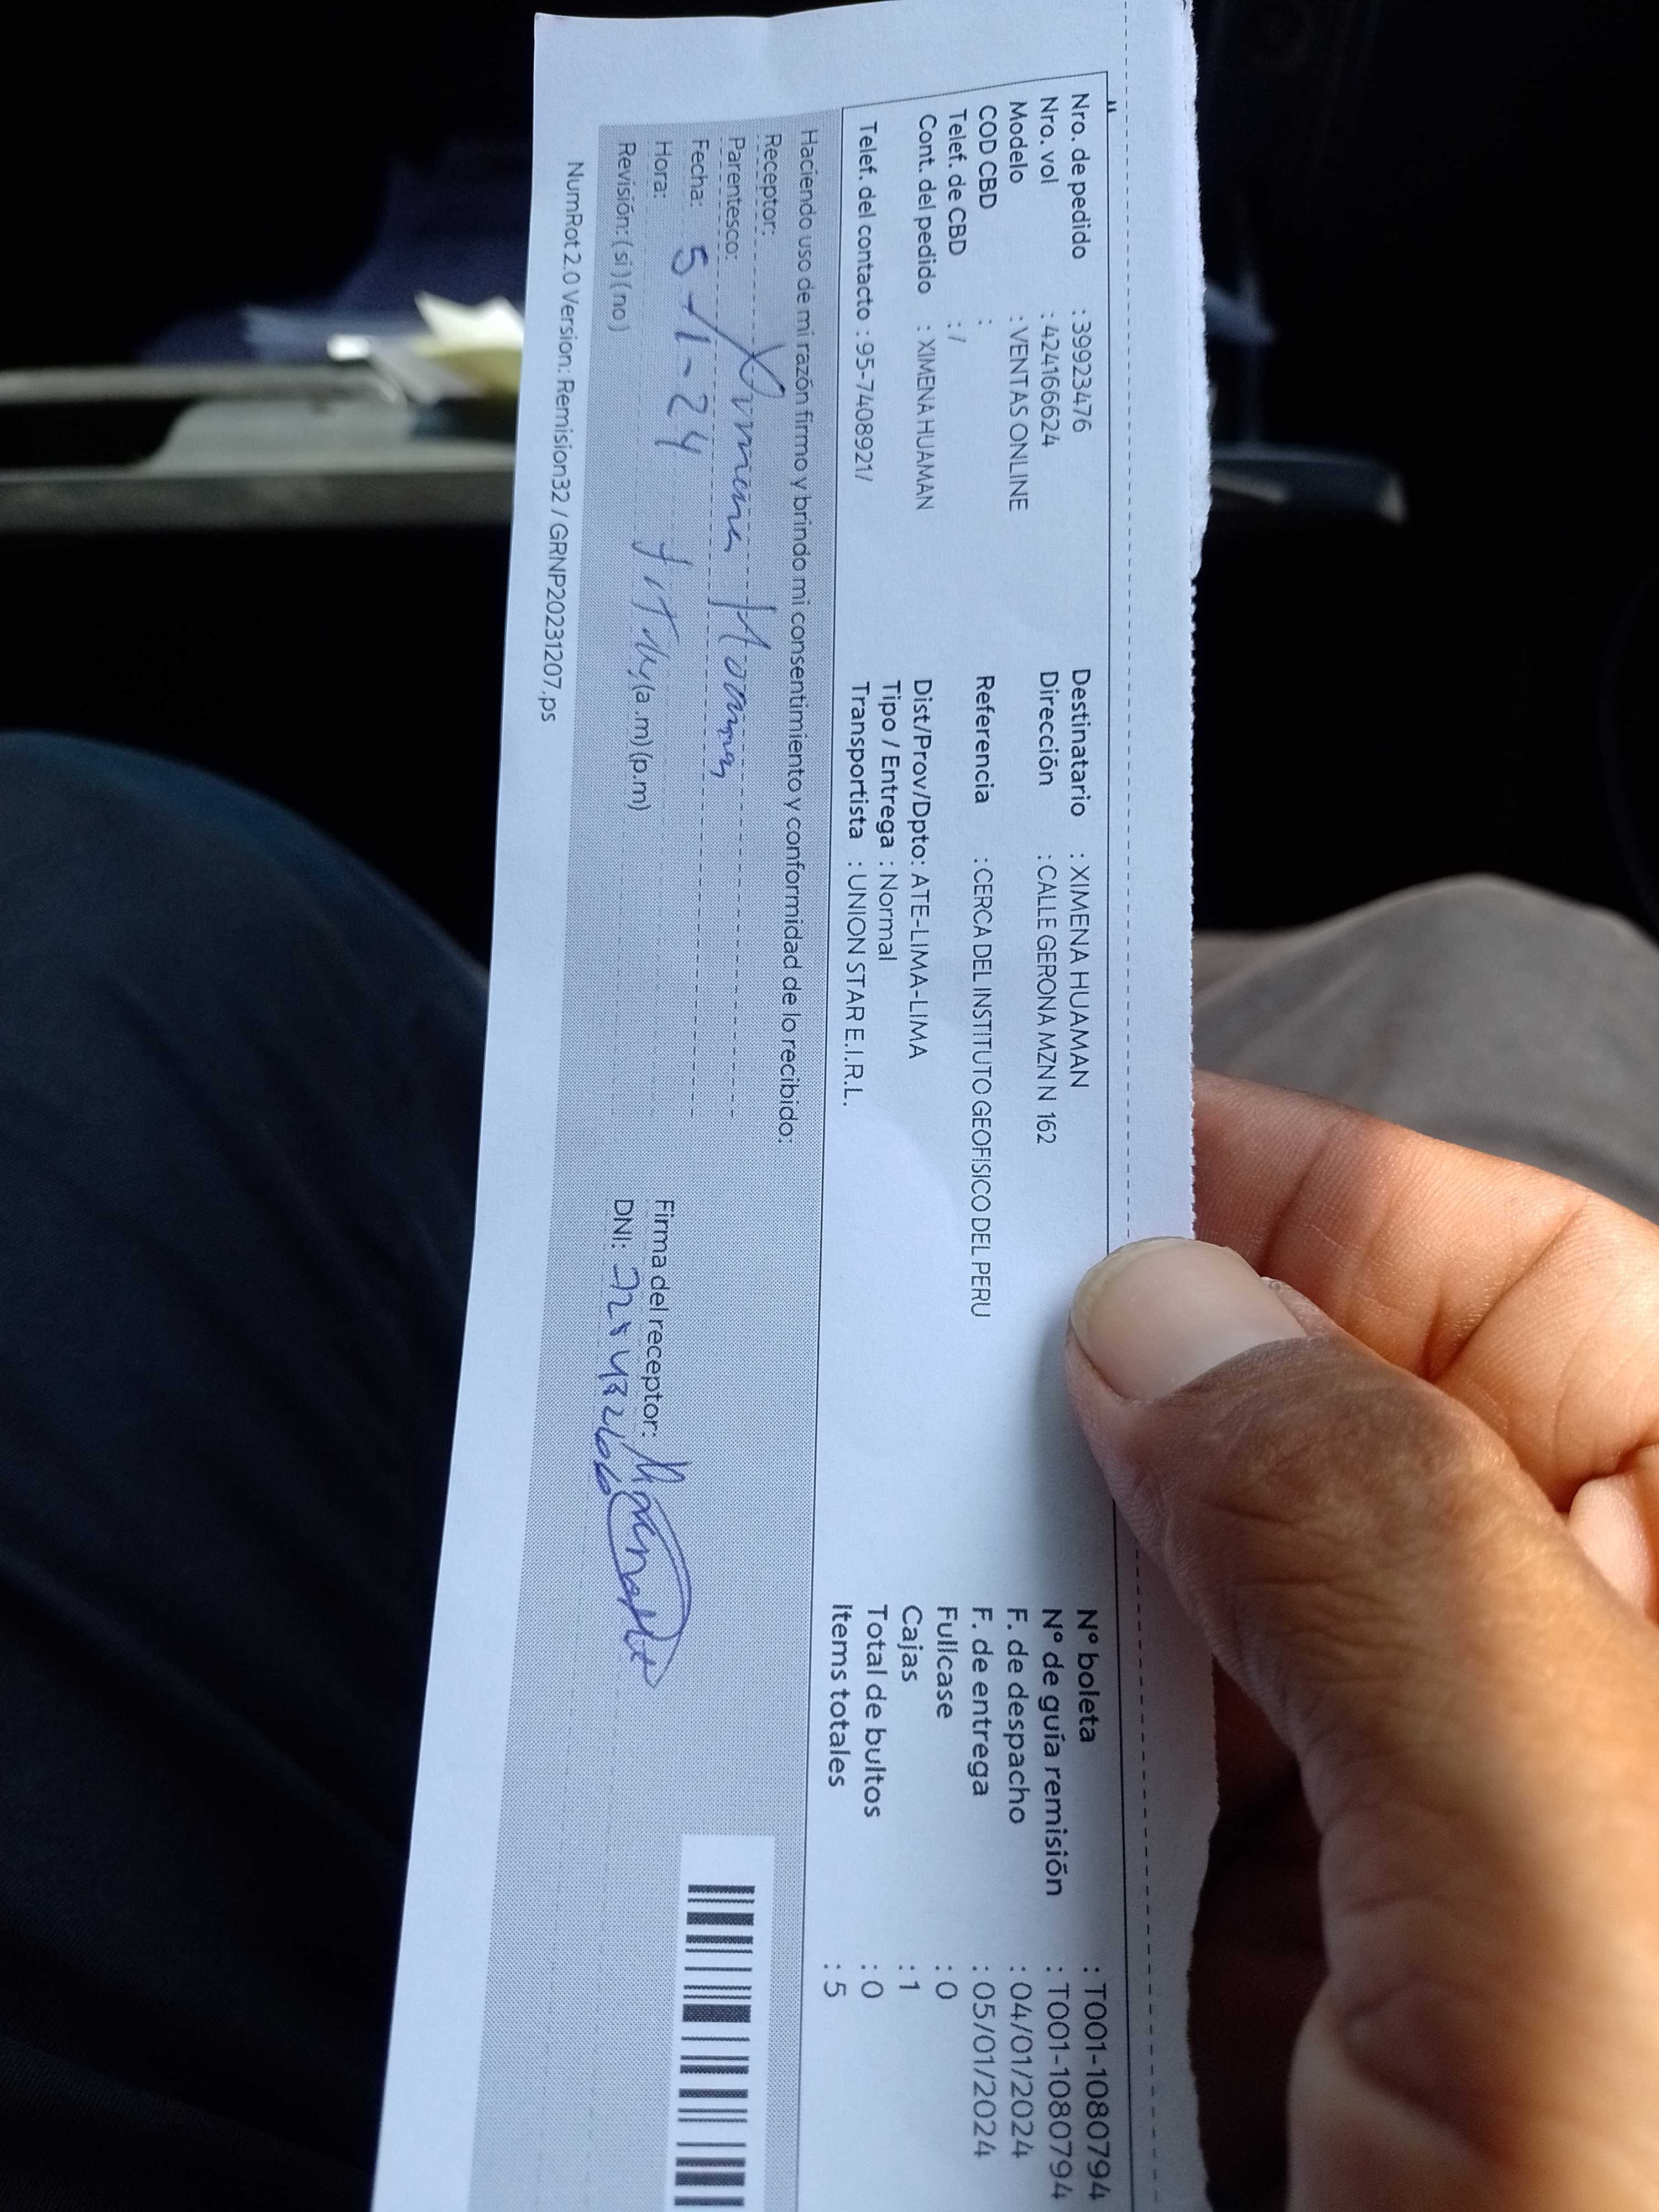 Nro. de pedido : 39923476
Nro. vol : 424166624
Modelo : VENTAS ONLINE
COD CBD :
Telef. de CBD : /
Cont. del pedido : XIMENA HUAMAN
Telef. del contacto : 95-7408921/
Destinatario : XIMENA HUAMAN
Dirección : CALLE GERONA MZN N 162
Referencia : CERCA DEL INSTITUTO GEOFISICO DEL PERU
Dist/Prov/Dpto: ATE-LIMA-LIMA
Tipo / Entrega : Normal
Transportista : UNION STAR E.I.R.L.
N° boleta : T001-1080794
N° de guía remisión : T001-1080794
F. de despacho : 04/01/2024
F. de entrega : 05/01/2024
Fullcase : 0
Cajas : 1
Total de bultos : 0
Items totales : 5
Haciendo uso de mi razón firmo y brindo mi consentimiento y conformidad de lo recibido:
Receptor:
Parentesco:
Fecha: 5-1-24
Hora: (a.m)(p.m)
Revisión: (si) (no)
Firma del receptor:
DNI:
NumRot 2.0 Version: Remision32 / GRNP20231207.ps